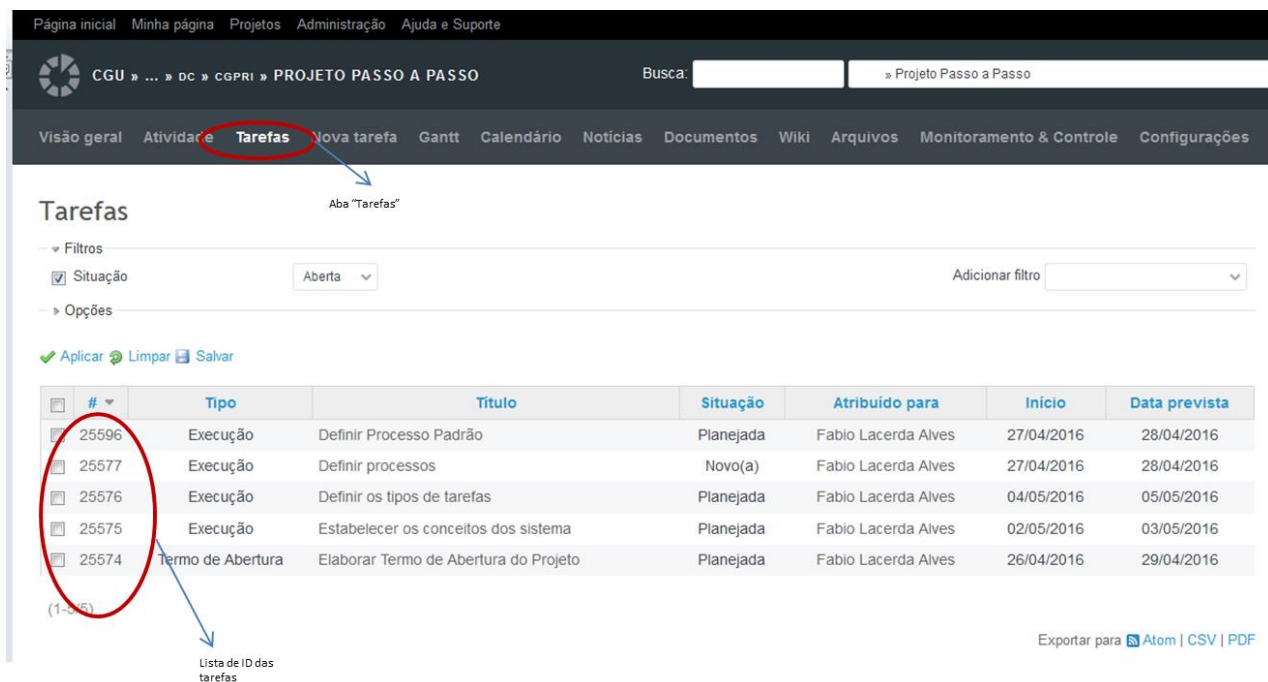 Página inicial Minha página Projetos Administração Ajuda e Suporte
CGU » ... » DC » CGPRI » PROJETO PASSO A PASSO Busca: » Projeto Passo a Passo
Visão geral Atividade Tarefas Nova tarefa Gantt Calendário Notícias Documentos Wiki Arquivos Monitoramento & Controle Configurações
Aba “Tarefas”
Tarefas
Filtros
Situação Aberta Adicionar filtro
Opções
Aplicar Limpar Salvar
# Tipo Título Situação Atribuído para Início Data prevista
25596 Execução Definir Processo Padrão Planejada Fabio Lacerda Alves 27/04/2016 28/04/2016
25577 Execução Definir processos Novo(a) Fabio Lacerda Alves 27/04/2016 28/04/2016
25576 Execução Definir os tipos de tarefas Planejada Fabio Lacerda Alves 04/05/2016 05/05/2016
25575 Execução Estabelecer os conceitos dos sistema Planejada Fabio Lacerda Alves 02/05/2016 03/05/2016
25574 Termo de Abertura Elaborar Termo de Abertura do Projeto Planejada Fabio Lacerda Alves 26/04/2016 29/04/2016
(1-5/5)
Exportar para Atom | CSV | PDF
Lista de ID das
tarefas